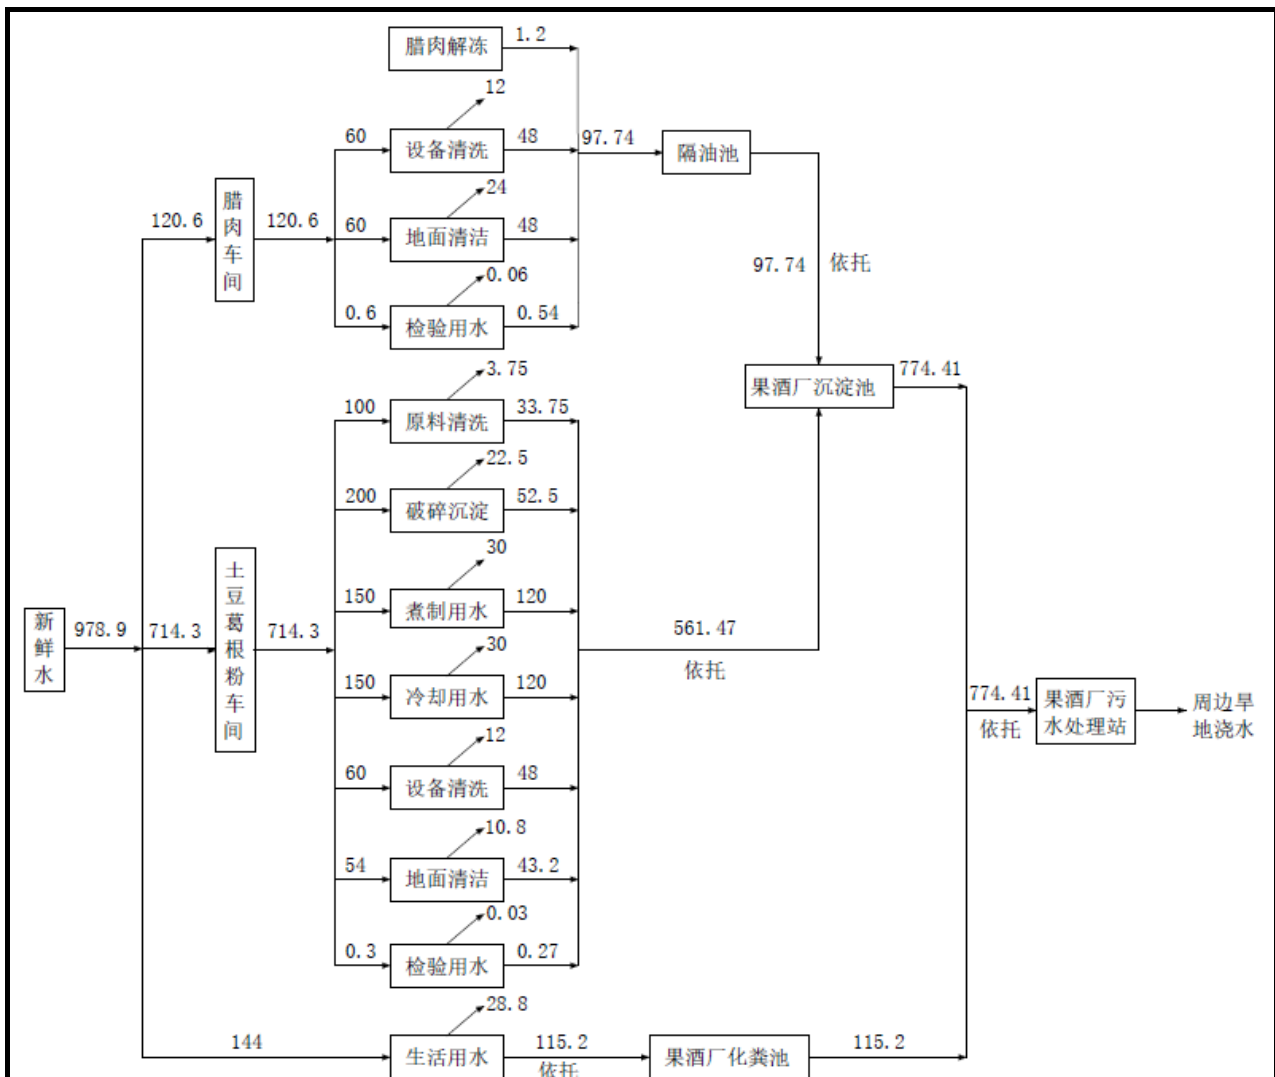 腊肉解冻
1.2
12
60
设备清洗
48
97.74
隔油池
24
腊肉车间
120.6
120.6
60
地面清洁
48
0.06
0.6
检验用水
0.54
97.74
依托
3.75
100
原料清洗
33.75
果酒厂沉淀池
774.41
22.5
200
破碎沉淀
52.5
30
150
煮制用水
120
新鲜水
978.9
714.3
土豆葛根粉车间
714.3
561.47
依托
30
150
冷却用水
120
774.41
依托
果酒厂污
水处理站
周边旱
地浇水
12
60
设备清洗
48
10.8
54
地面清洁
43.2
0.03
0.3
检验用水
0.27
28.8
144
生活用水
115.2
依托
果酒厂化粪池
115.2